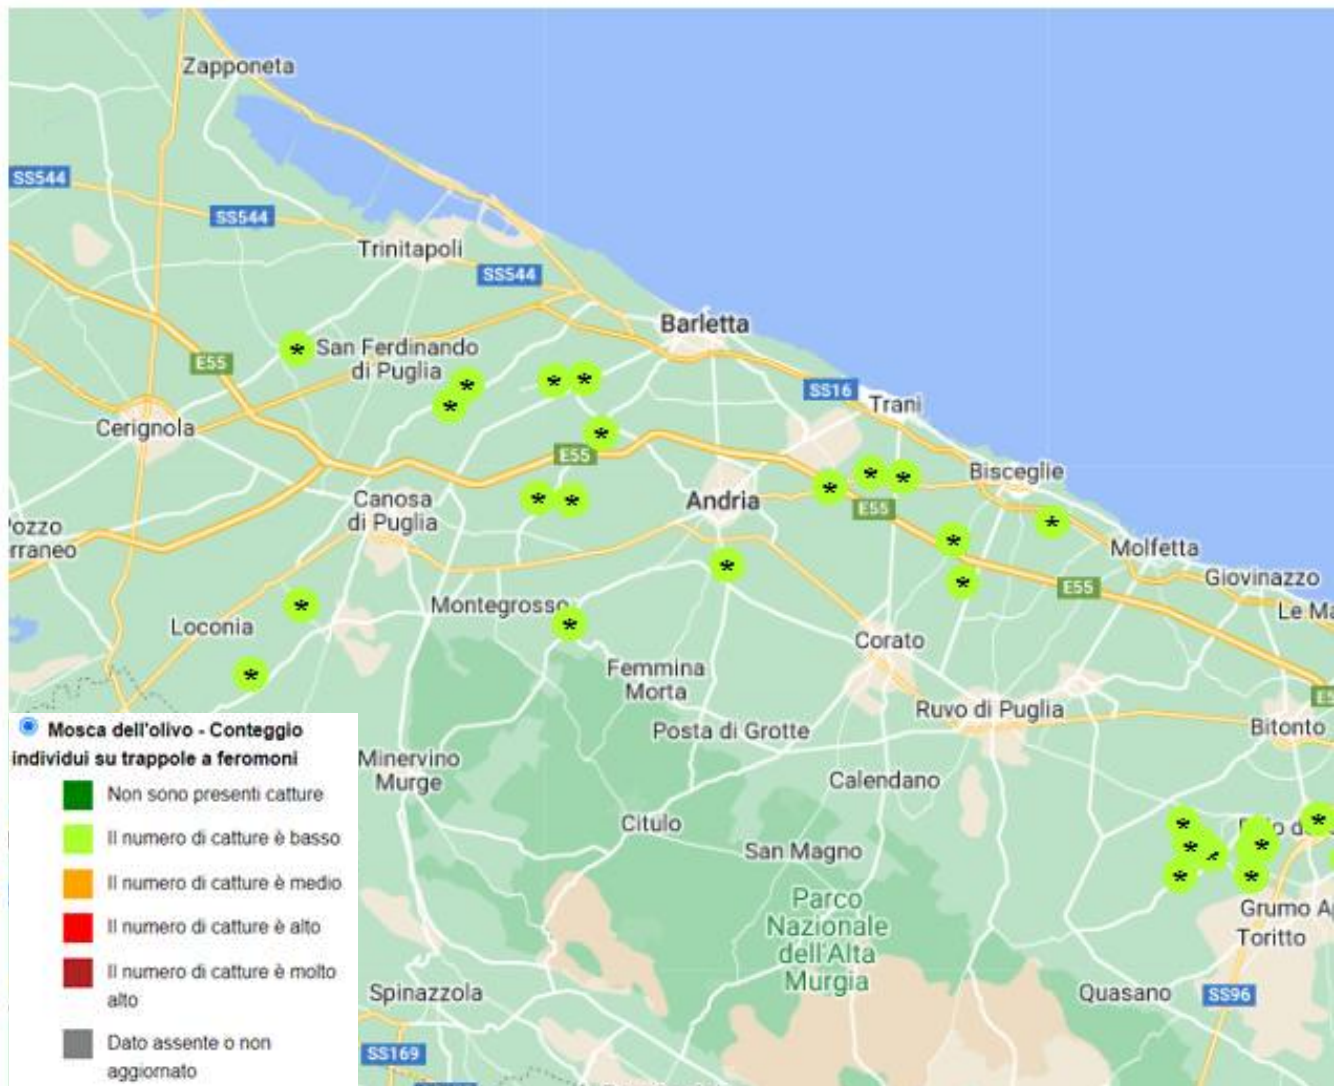 Zapponeta
SS544
SS544
Trinitapoli
SS544
Barletta
San Ferdinando
di Puglia
E55
SS16
Trani
Cerignola
E55
Bisceglie
Canosa
di Puglia
Andria
E55
Molfetta
Giovinazzo
E55
Montegrosso
Loconia
Corato
Femmina
Morta
Ruvo di Puglia
Bitonto
Posta di Grotte
Mosca dell'olivo - Conteggio
individui su trappole a feromoni
Non sono presenti catture
Il numero di catture è basso
Il numero di catture è medio
Il numero di catture è alto
Il numero di catture è molto
alto
Dato assente o non
aggiornato
Minervino
Murge
Calendano
Citulo
San Magno
Parco
Nazionale
dell'Alta
Murgia
Grumo
Toritto
Spinazzola
Quasano
SS96
SS169